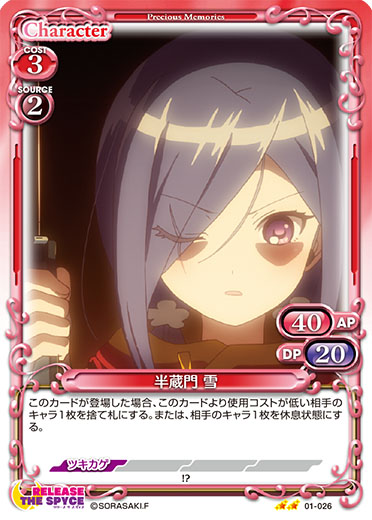 Precious Memories
Character
COST
3
SOURCE
2
40 AP
DP 20
半蔵門 雪
このカードが登場した場合、このカードより使用コストが低い相手の
キャラ1枚を捨て札にする。または、相手のキャラ1枚を休息状態にす
る。
ツキカゲ
!?
RELEASE
THE SPYCE
©SORASAKI.F
01-026